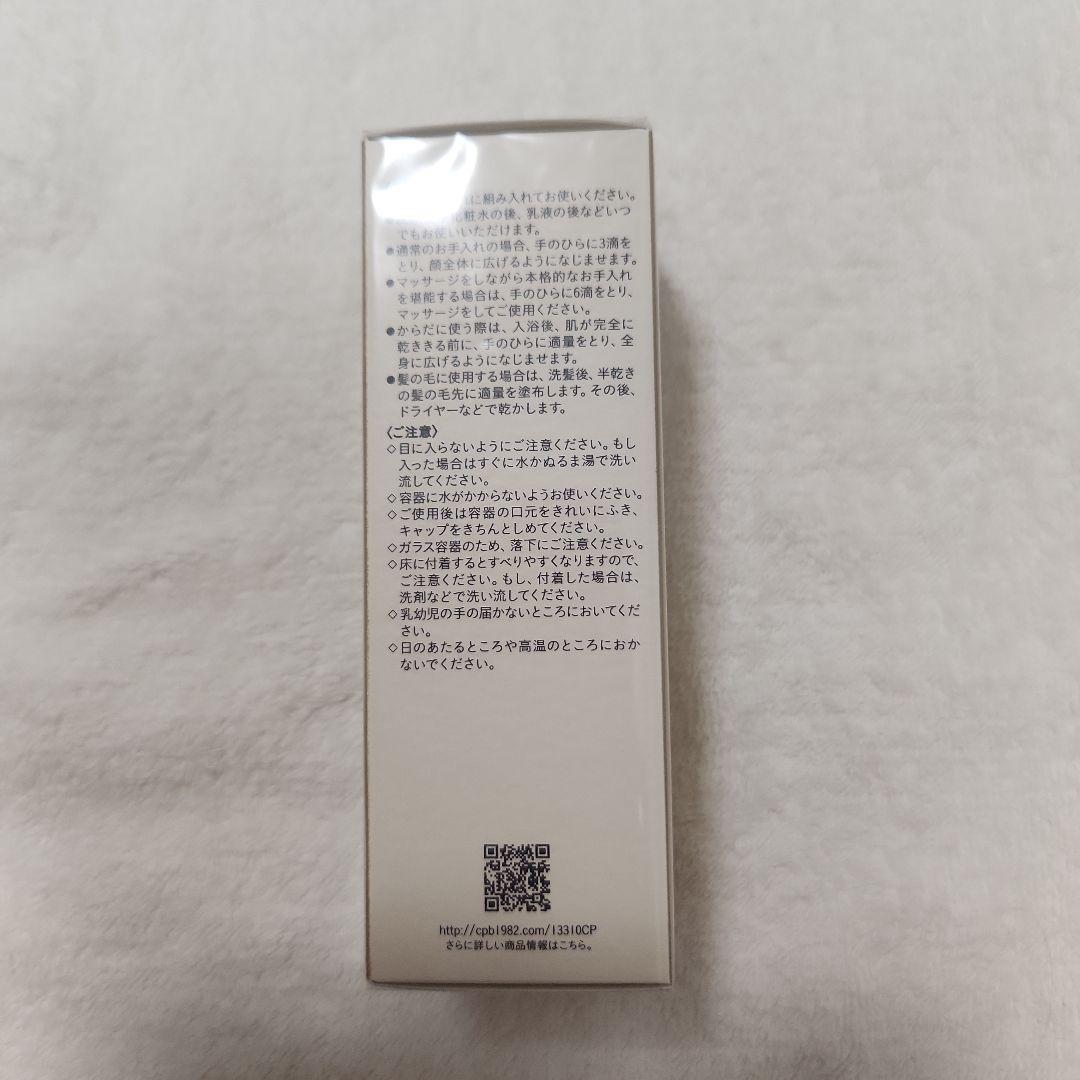 に組み入れてお使いください。
粧水の後、乳液の後などいつ
でもお使いいただけます。
●通常のお手入れの場合、手のひらに3滴を
とり、顔全体に広げるようになじませます。
●マッサージをしながら本格的なお手入れ
を堪能する場合は、手のひらに6滴をとり、
マッサージをしてご使用ください。
●からだに使う際は、入浴後、肌が完全に
乾ききる前に、手のひらに適量をとり、全
身に広げるようになじませます。
●髪の毛に使用する場合は、洗髪後、半乾き
の髪の毛先に適量を塗布します。その後、
ドライヤーなどで乾かします。
〈ご注意〉
◇目に入らないようにご注意ください。もし
入った場合はすぐに水かぬるま湯で洗い
流してください。
◇容器に水がかからないようお使いください。
◇ご使用後は容器の口元をきれいにふき、
キャップをきちんとしめてください。
◇ガラス容器のため、落下にご注意ください。
◇床に付着するとすべりやすくなりますので、
ご注意ください。もし、付着した場合は、
洗剤などで洗い流してください。
◇乳幼児の手の届かないところにおいてくだ
さい。
◇日のあたるところや高温のところにおか
ないでください。
http://cpb1982.com/13310CP
さらに詳しい商品情報はこちら。